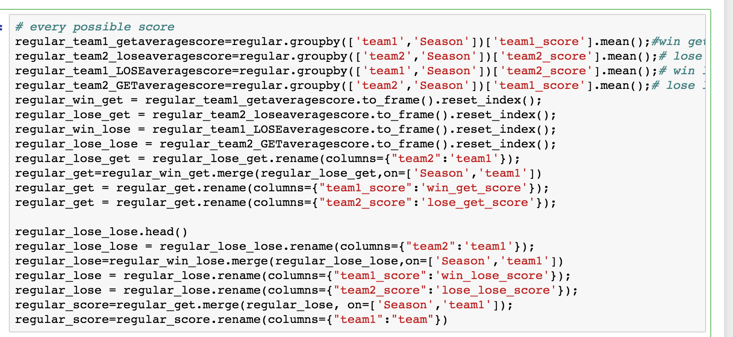 # every possible score
regular_team1_getaveragescore=regular.groupby(['team1','Season'])['team1_score'].mean();#win get
regular_team2_loseaveragescore=regular.groupby(['team2','Season'])['team2_score'].mean();# lose
regular_team1_LOSEaveragescore=regular.groupby(['team1','Season'])['team2_score'].mean();# win
regular_team2_GETaveragescore=regular.groupby(['team2','Season'])['team1_score'].mean();# lose
regular_win_get = regular_team1_getaveragescore.to_frame().reset_index();
regular_lose_get = regular_team2_loseaveragescore.to_frame().reset_index();
regular_win_lose = regular_team1_LOSEaveragescore.to_frame().reset_index();
regular_lose_lose = regular_team2_GETaveragescore.to_frame().reset_index();
regular_lose_get = regular_lose_get.rename(columns={"team2":'team1'});
regular_get=regular_win_get.merge(regular_lose_get,on=['Season','team1'])
regular_get = regular_get.rename(columns={"team1_score":'win_get_score'});
regular_get = regular_get.rename(columns={"team2_score":'lose_get_score'});
regular_lose_lose.head()
regular_lose_lose = regular_lose_lose.rename(columns={"team2":'team1'});
regular_lose=regular_win_lose.merge(regular_lose_lose,on=['Season','team1'])
regular_lose = regular_lose.rename(columns={"team1_score":'win_lose_score'});
regular_lose = regular_lose.rename(columns={"team2_score":'lose_lose_score'});
regular_score=regular_get.merge(regular_lose, on=['Season','team1']);
regular_score=regular_score.rename(columns={"team1":"team"})